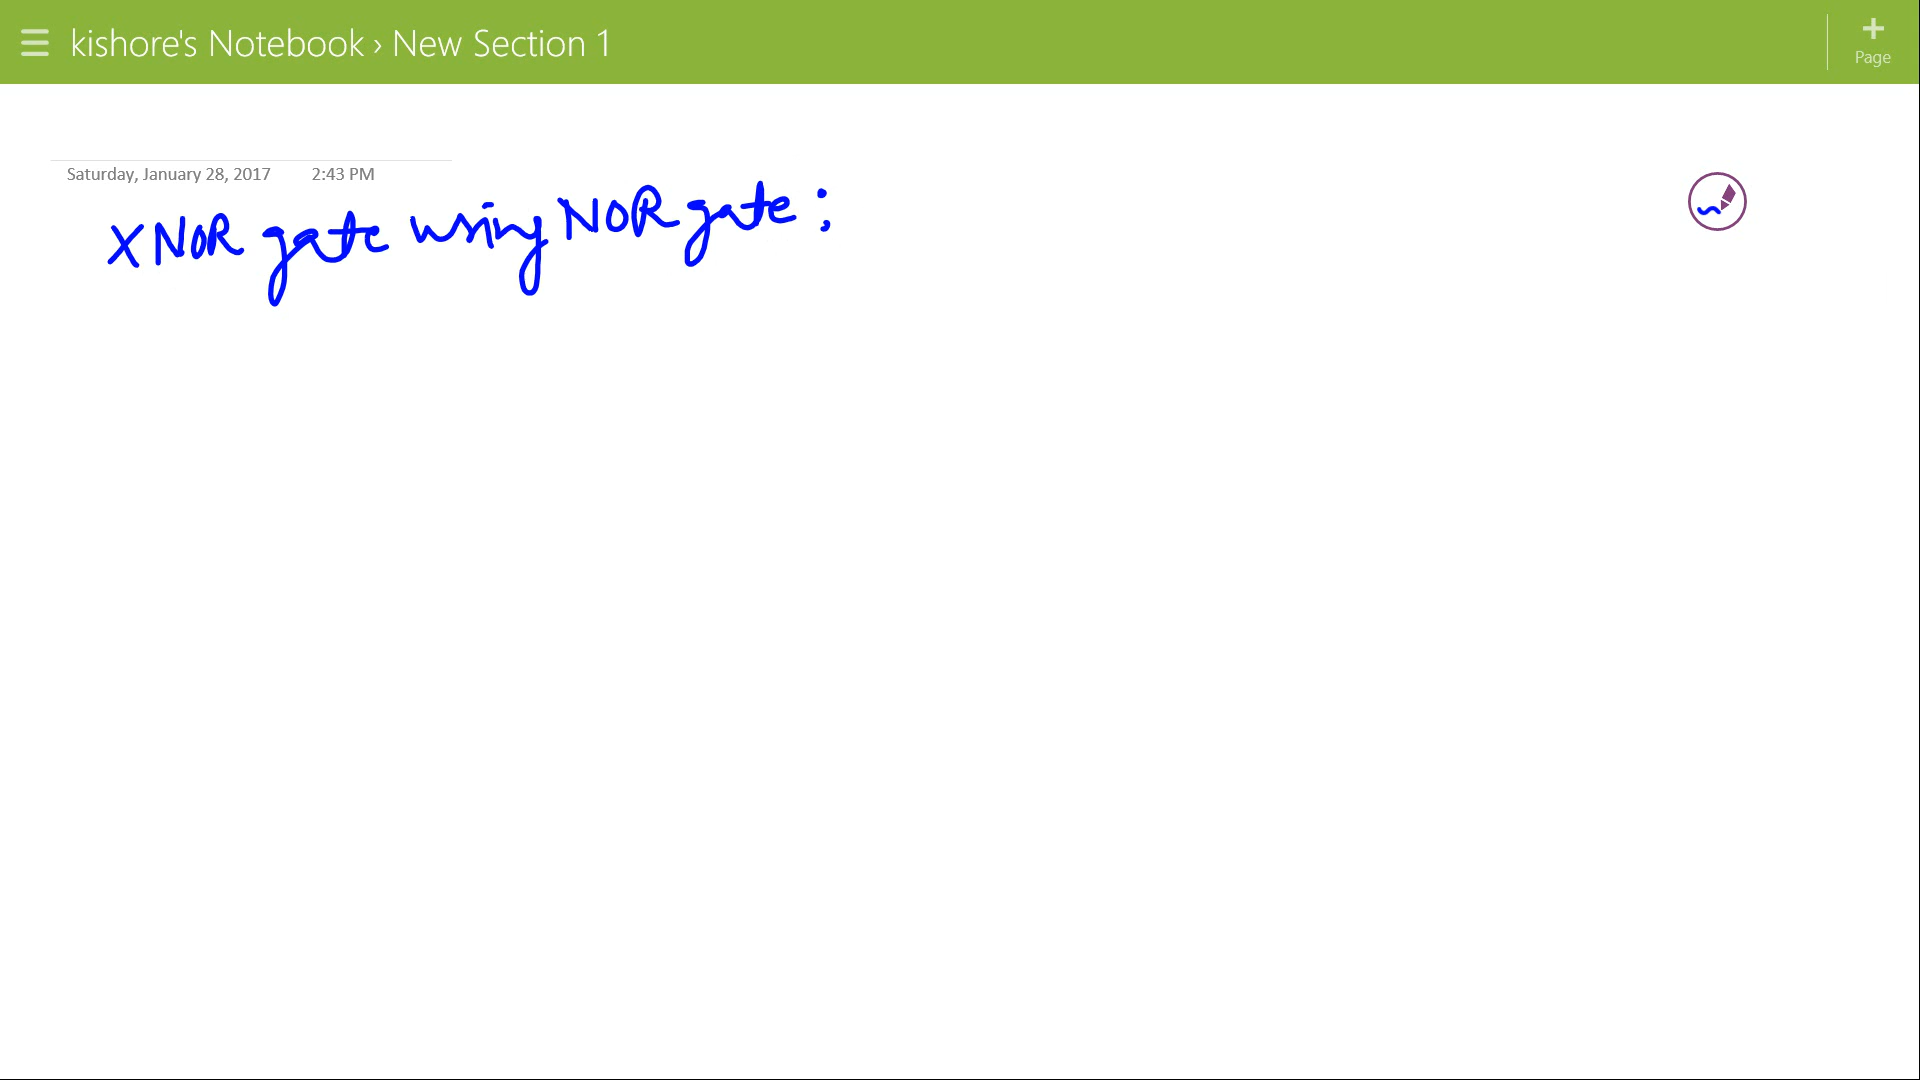 kishore's Notebook › New Section 1
Page
Saturday, January 28, 2017 2:43 PM
XNOR gate using NOR gate :